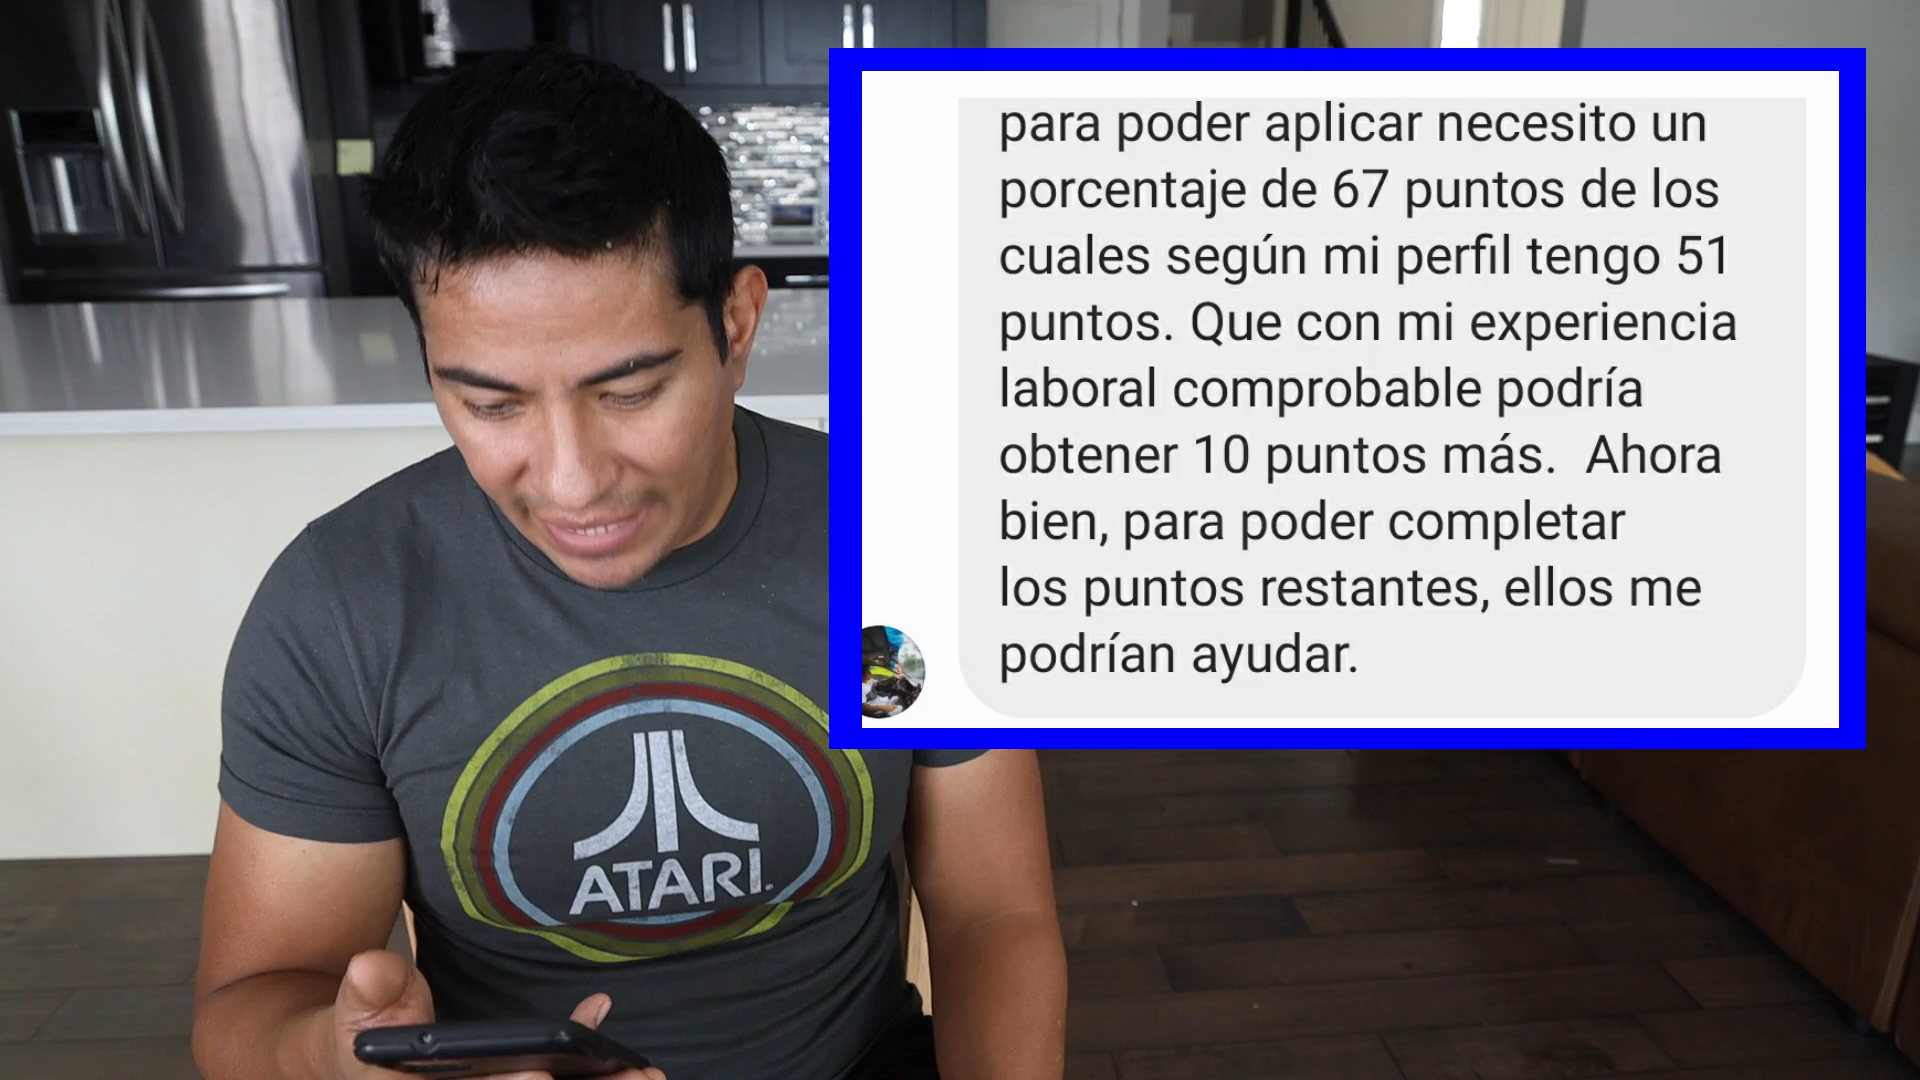 para poder aplicar necesito un
porcentaje de 67 puntos de los
cuales según mi perfil tengo 51
puntos. Que con mi experiencia
laboral comprobable podría
obtener 10 puntos más.  Ahora
bien, para poder completar
los puntos restantes, ellos me
podrían ayudar.
ATARI